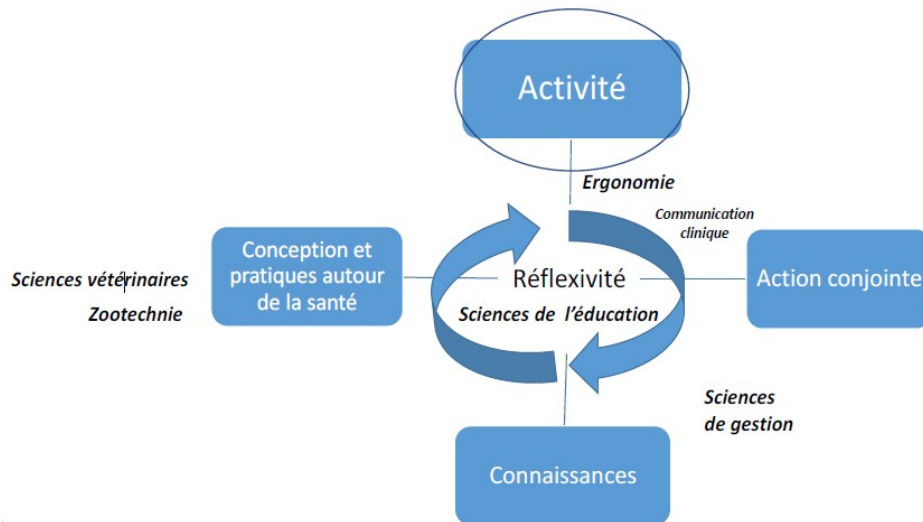 Activité
Ergonomie
Communication
clinique
Conception et
pratiques autour
de la santé
Sciences vétérinaires
Zootechnie
Réflexivité
Sciences de l’éducation
Action conjointe
Sciences
de gestion
Connaissances